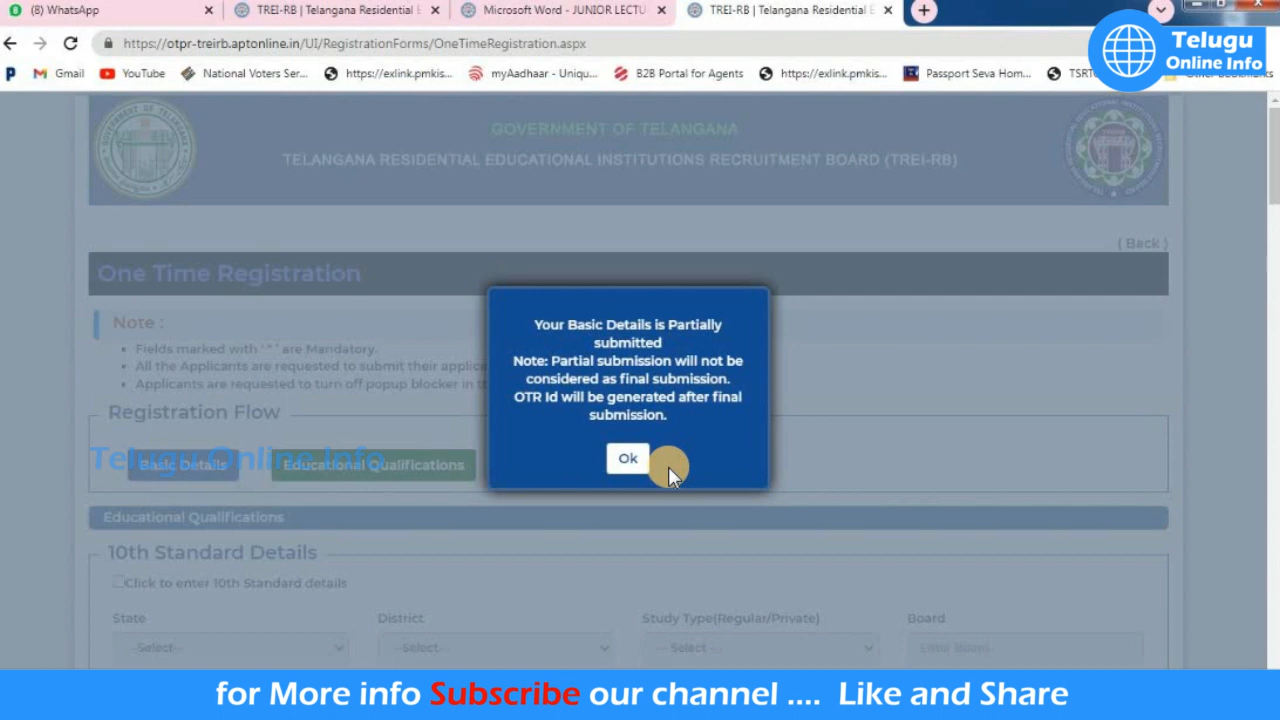 (8) WhatsApp
TREI-RB | Telangana Residential E
Microsoft Word - JUNIOR LECTU
TREI-RB | Telangana Residential E
https://otpr-treirb.aptonline.in/UI/RegistrationForms/OneTimeRegistration.aspx
Telugu
Online Info
Gmail
YouTube
National Voters Ser...
https://exlink.pmkis...
myAadhaar - Uniqu...
B2B Portal for Agents
https://exlink.pmkis...
Passport Seva Hom...
GOVERNMENT OF TELANGANA
TELANGANA RESIDENTIAL EDUCATIONAL INSTITUTIONS RECRUITMENT BOARD (TREI-RB)
( Back )
One Time Registration
Note :
Fields marked with '*' are Mandatory.
All the Applicants are requested to submit their applic
Applicants are requested to turn off popup blocker in t
Your Basic Details is Partially
submitted
Note: Partial submission will not be
considered as final submission.
OTR Id will be generated after final
submission.
Ok
Registration Flow
Telugu Online Info
Basic Details
Educational Qualifications
Educational Qualifications
10th Standard Details
Click to enter 10th Standard details
State
District
Study Type(Regular/Private)
Board
--Select--
--Select--
-- Select --
Enter Board
for More info Subscribe our channel .... Like and Share